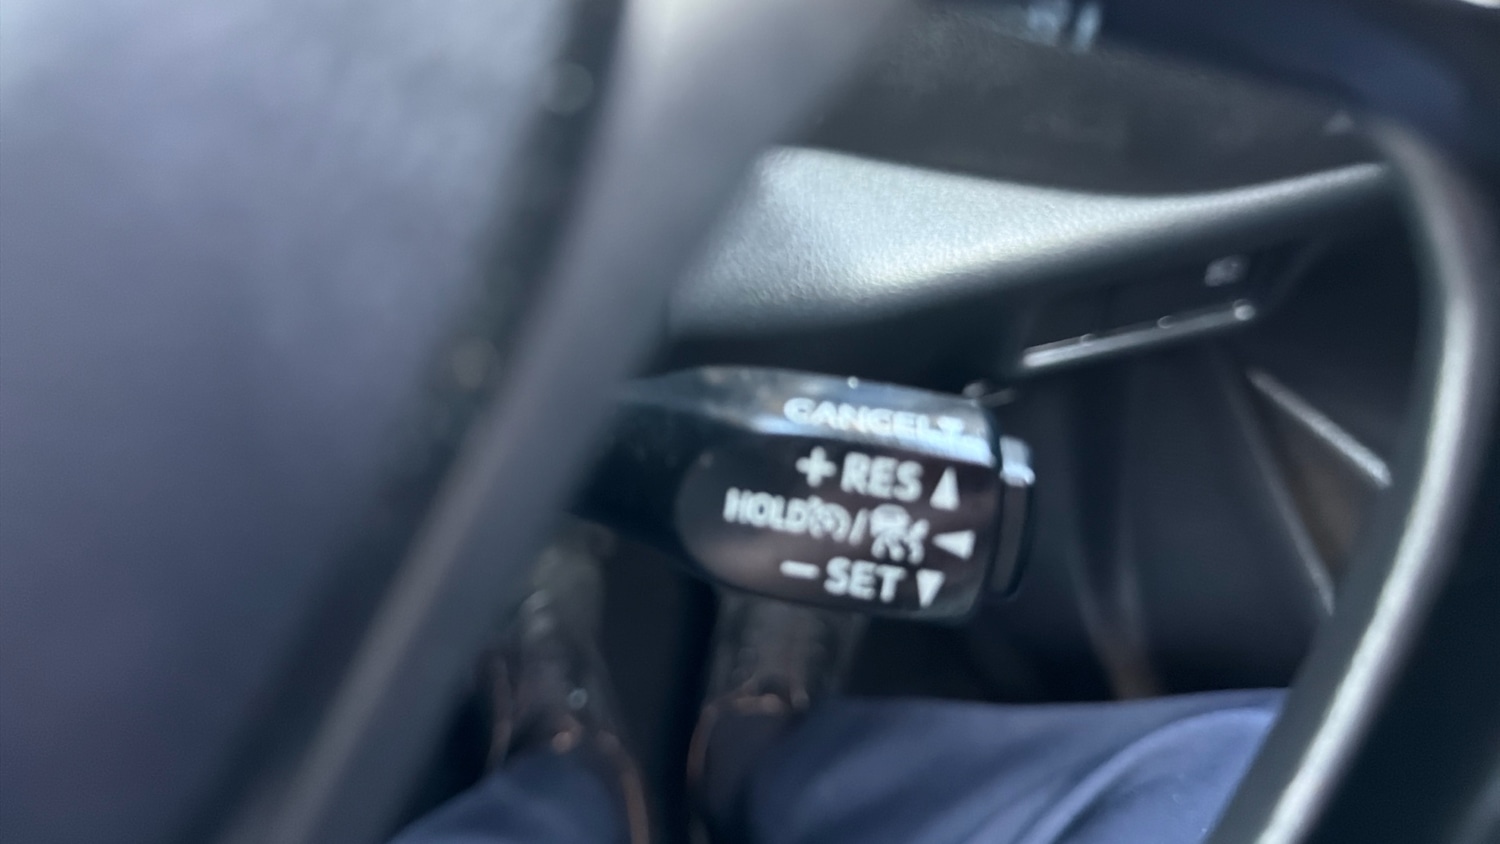 CANCEL
+ RES ▲
HOLD / ◀
− SET ▼